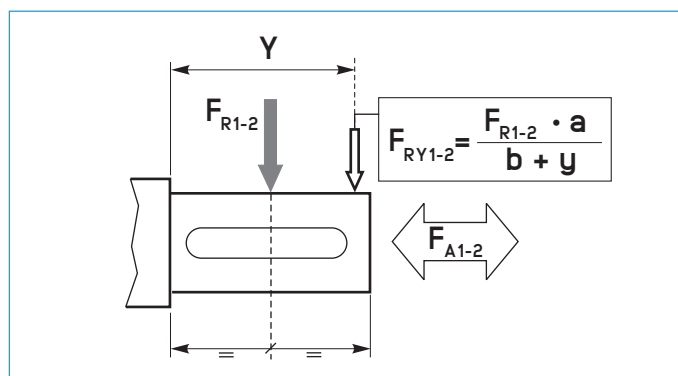 Y
F_R1-2
F_RY1-2 = F_R1-2 · a / b + y
F_A1-2
= =